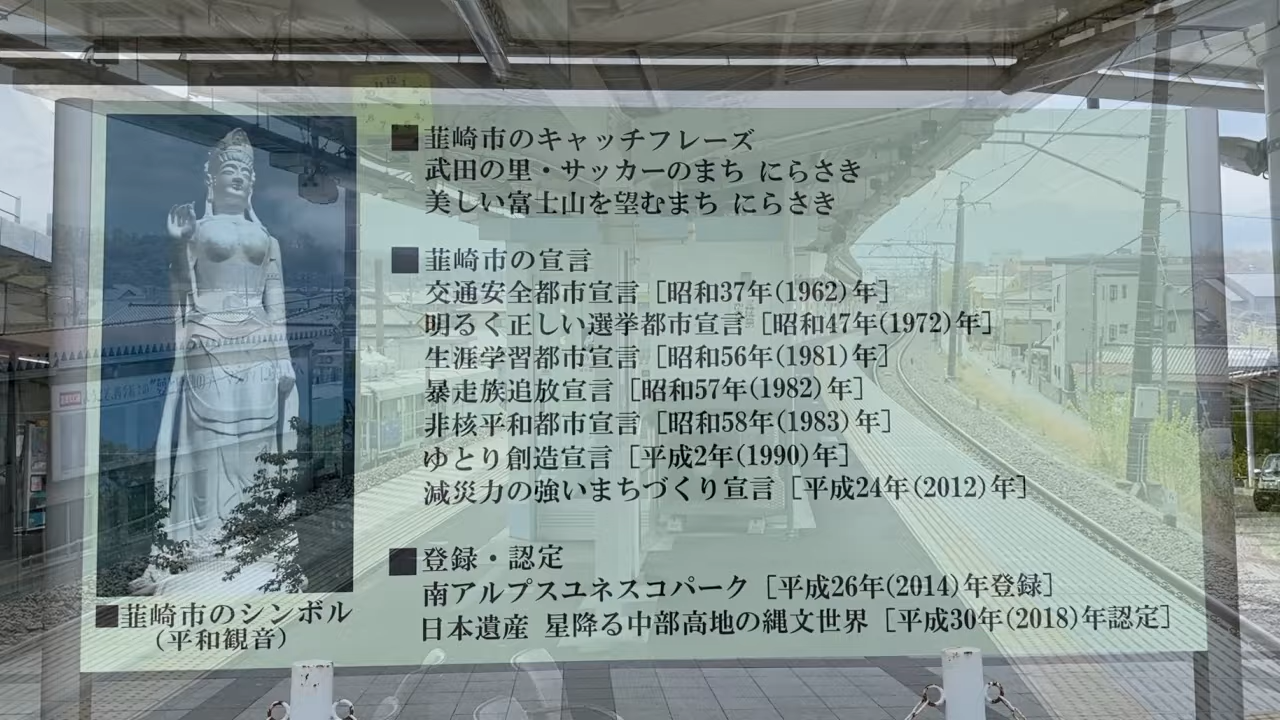 ■韮崎市のキャッチフレーズ
武田の里・サッカーのまち にらさき
美しい富士山を望むまち にらさき
■韮崎市の宣言
交通安全都市宣言［昭和37年(1962)年］
明るく正しい選挙都市宣言［昭和47年(1972)年］
生涯学習都市宣言［昭和56年(1981)年］
暴走族追放宣言［昭和57年(1982)年］
非核平和都市宣言［昭和58年(1983)年］
ゆとり創造宣言［平成2年(1990)年］
減災力の強いまちづくり宣言［平成24年(2012)年］
■登録・認定
南アルプスユネスコパーク［平成26年(2014)年登録］
日本遺産 星降る中部高地の縄文世界［平成30年(2018)年認定］
■韮崎市のシンボル
(平和観音)